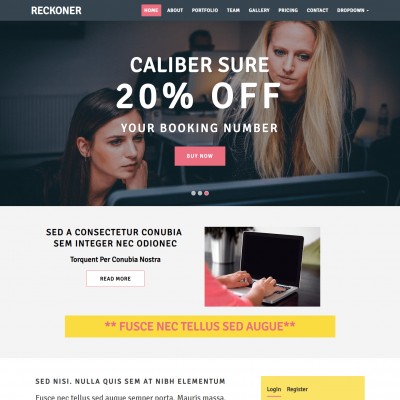 RECKONER
HOME ABOUT PORTFOLIO TEAM GALLERY PRICING CONTACT DROPDOWN
CALIBER SURE
20% OFF
YOUR BOOKING NUMBER
BUY NOW
SED A CONSECTETUR CONUBIA
SEM INTEGER NEC ODIONEC
Torquent Per Conubia Nostra
READ MORE
** FUSCE NEC TELLUS SED AUGUE**
SED NISI. NULLA QUIS SEM AT NIBH ELEMENTUM
Fusce nec tellus sed augue semper porta. Mauris massa.
Login Register